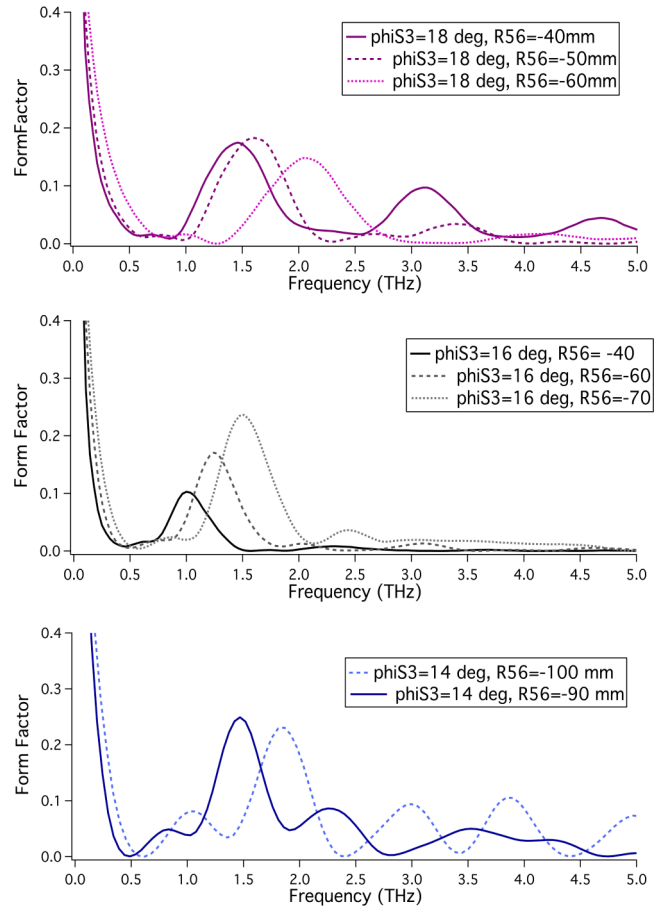 0.4
0.3
0.2
0.1
0.0
FormFactor
phiS3=18 deg, R56=-40mm
phiS3=18 deg, R56=-50mm
phiS3=18 deg, R56=-60mm
0.0 0.5 1.0 1.5 2.0 2.5 3.0 3.5 4.0 4.5 5.0
Frequency (THz)
0.4
0.3
0.2
0.1
0.0
Form Factor
phiS3=16 deg, R56= -40
phiS3=16 deg, R56=-60
phiS3=16 deg, R56=-70
0.0 0.5 1.0 1.5 2.0 2.5 3.0 3.5 4.0 4.5 5.0
Frequency (THz)
0.4
0.3
0.2
0.1
0.0
Form Factor
phiS3=14 deg, R56=-100 mm
phiS3=14 deg, R56=-90 mm
0.0 0.5 1.0 1.5 2.0 2.5 3.0 3.5 4.0 4.5 5.0
Frequency (THz)